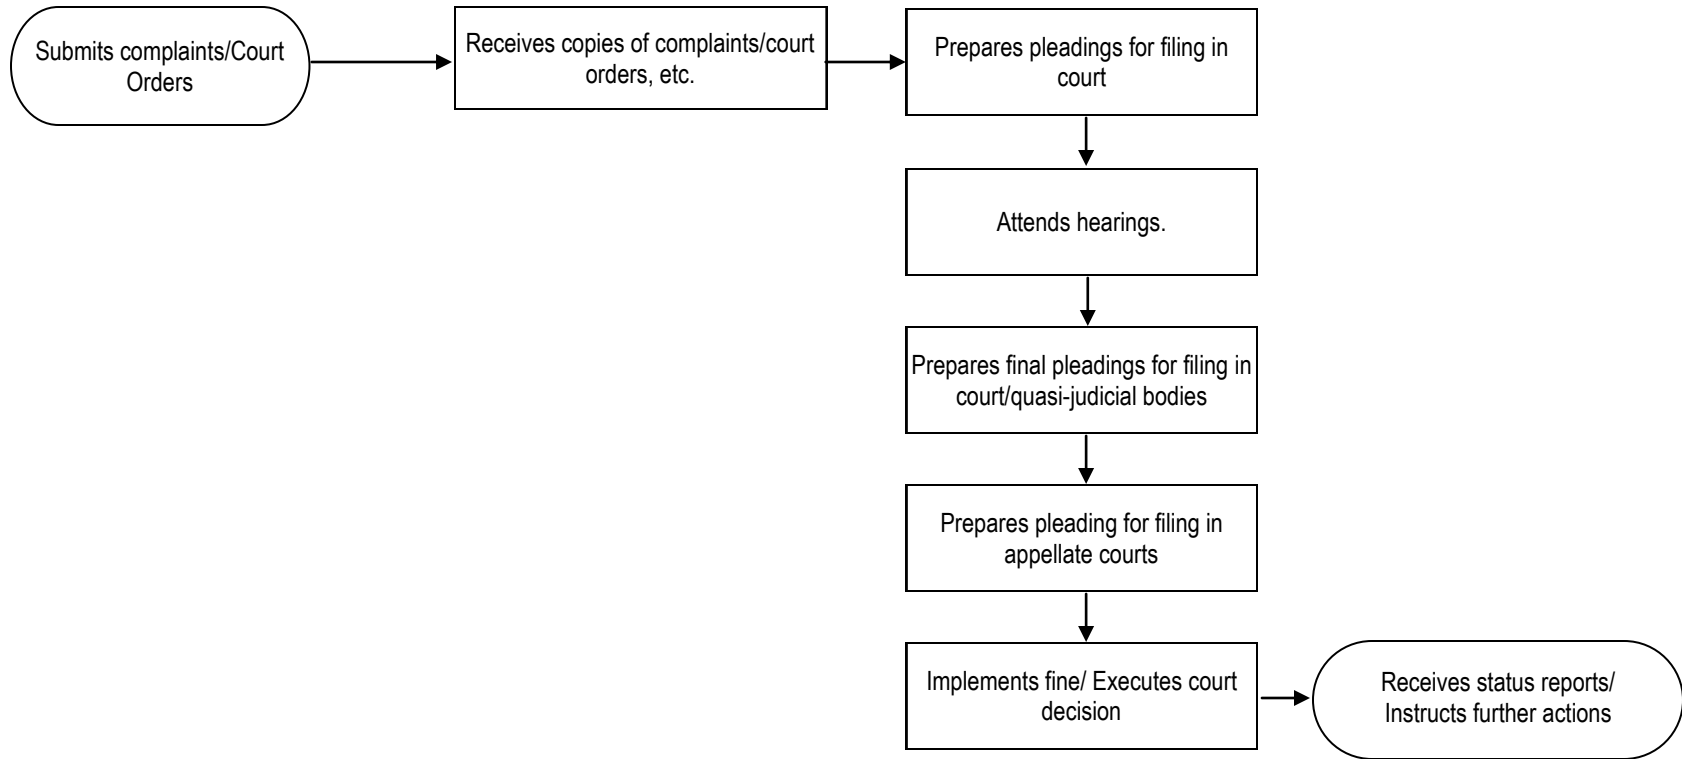 Submits complaints/Court
Orders
Receives copies of complaints/court
orders, etc.
Prepares pleadings for filing in
court
Attends hearings.
Prepares final pleadings for filing in
court/quasi-judicial bodies
Prepares pleading for filing in
appellate courts
Implements fine/ Executes court
decision
Receives status reports/
Instructs further actions